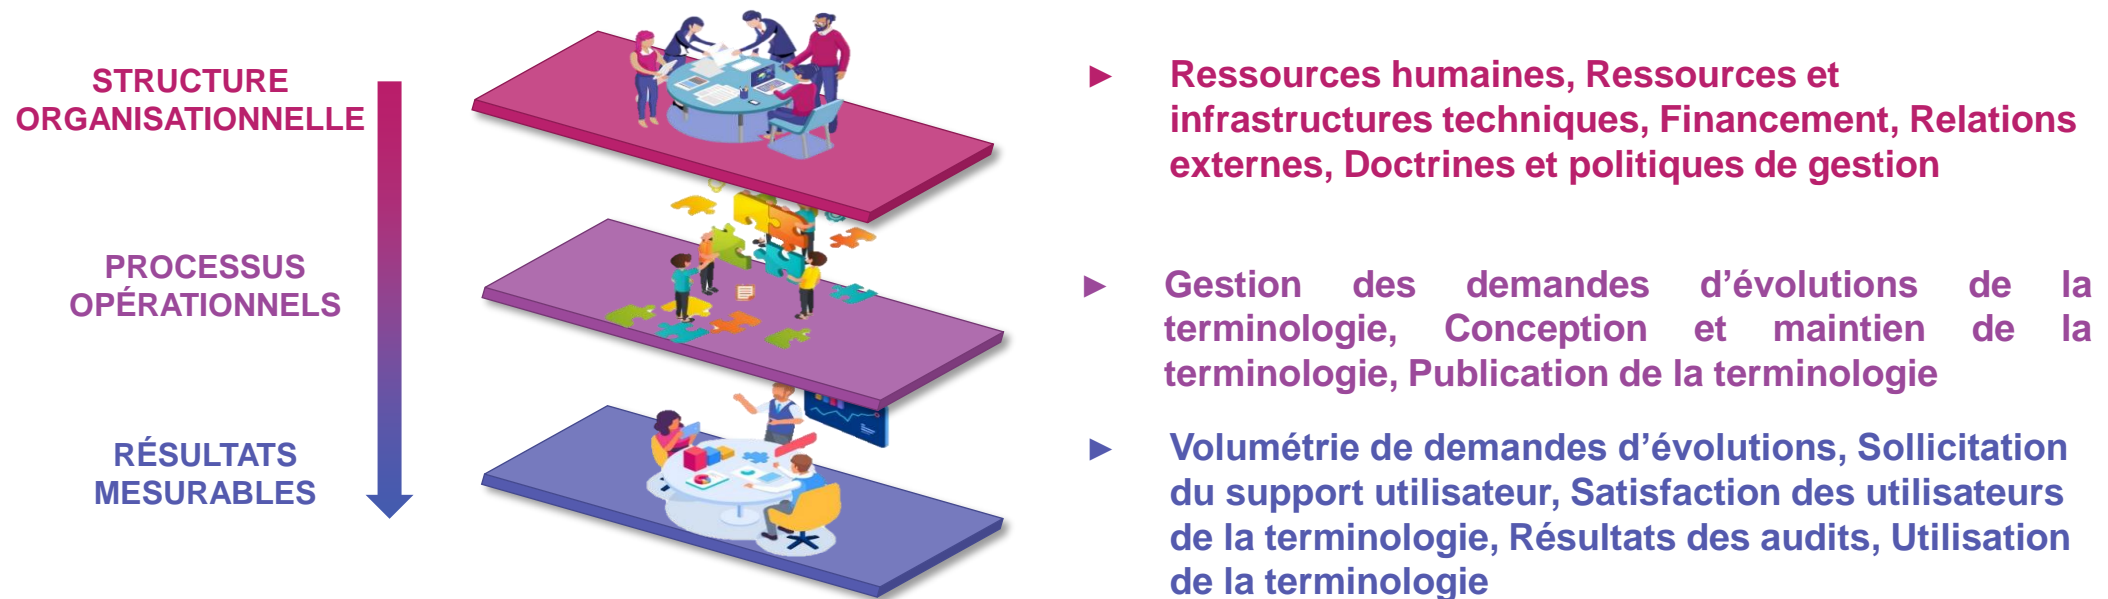 STRUCTURE
ORGANISATIONNELLE
► Ressources humaines, Ressources et
infrastructures techniques, Financement, Relations
externes, Doctrines et politiques de gestion
PROCESSUS
OPÉRATIONNELS
► Gestion des demandes d’évolutions de la
terminologie, Conception et maintien de la
terminologie, Publication de la terminologie
RÉSULTATS
MESURABLES
► Volumétrie de demandes d’évolutions, Sollicitation
du support utilisateur, Satisfaction des utilisateurs
de la terminologie, Résultats des audits, Utilisation
de la terminologie